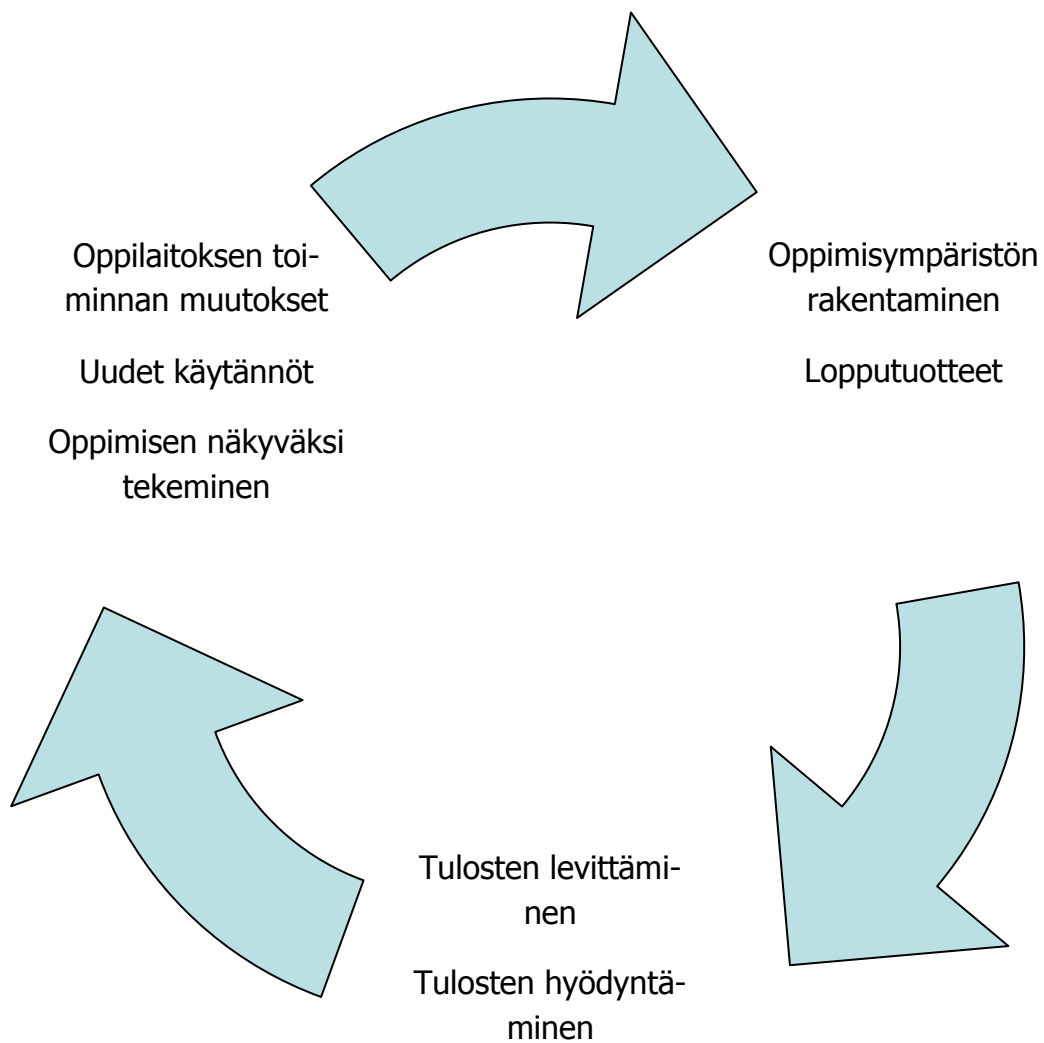 Oppilaitoksen toi-
minnan muutokset
Uudet käytännöt
Oppimisen näkyväksi
tekeminen
Oppimisympäristön
rakentaminen
Lopputuotteet
Tulosten levittämi-
nen
Tulosten hyödyntä-
minen